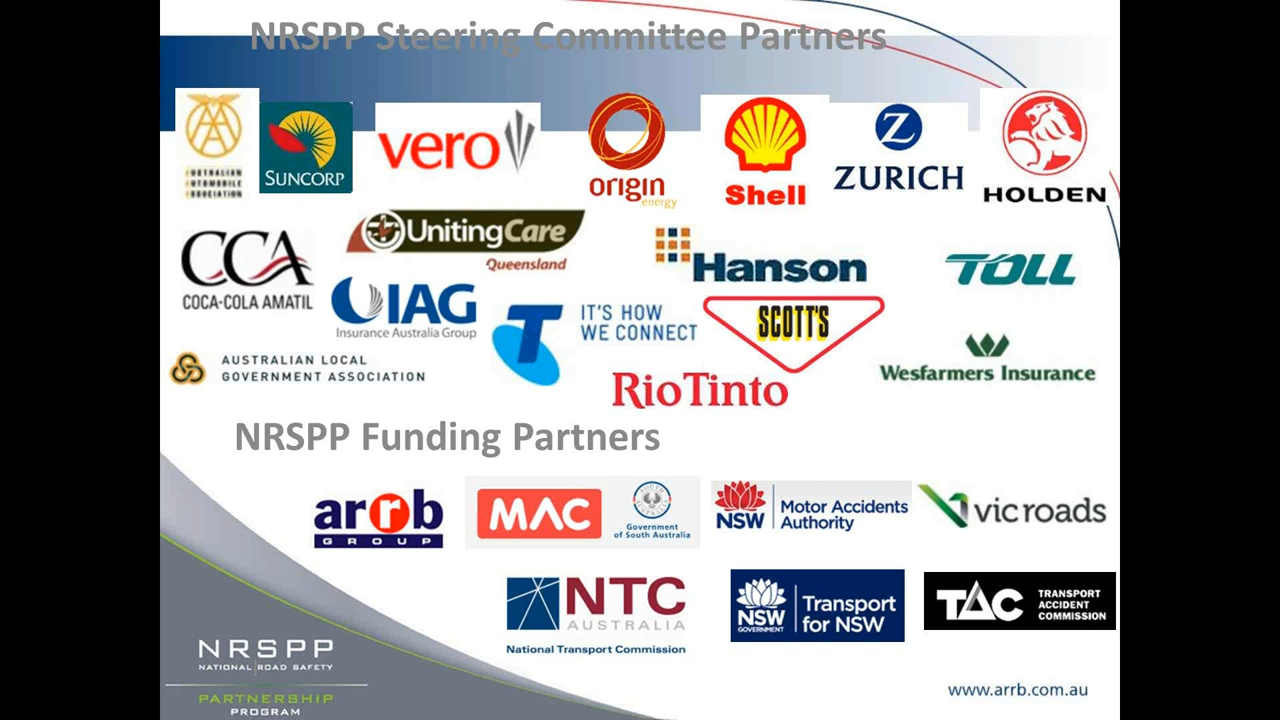 NRSPP Steering Committee Partners
AUSTRALIAN
AUTOMOBILE
ASSOCIATION
SUNCORP
vero
origin
energy
Shell
Z
ZURICH
HOLDEN
CCA
COCA-COLA AMATIL
UnitingCare
Queensland
Hanson
TOLL
IAG
Insurance Australia Group
T
IT'S HOW
WE CONNECT
SCOTT'S
AUSTRALIAN LOCAL
GOVERNMENT ASSOCIATION
RioTinto
Wesfarmers Insurance
NRSPP Funding Partners
arrb
GROUP
MAC
Government
of South Australia
NSW
Motor Accidents
Authority
vicroads
NTC
AUSTRALIA
National Transport Commission
NSW
GOVERNMENT
Transport
for NSW
TAC
TRANSPORT
ACCIDENT
COMMISSION
NRSPP
NATIONAL ROAD SAFETY
PARTNERSHIP
PROGRAM
www.arrb.com.au